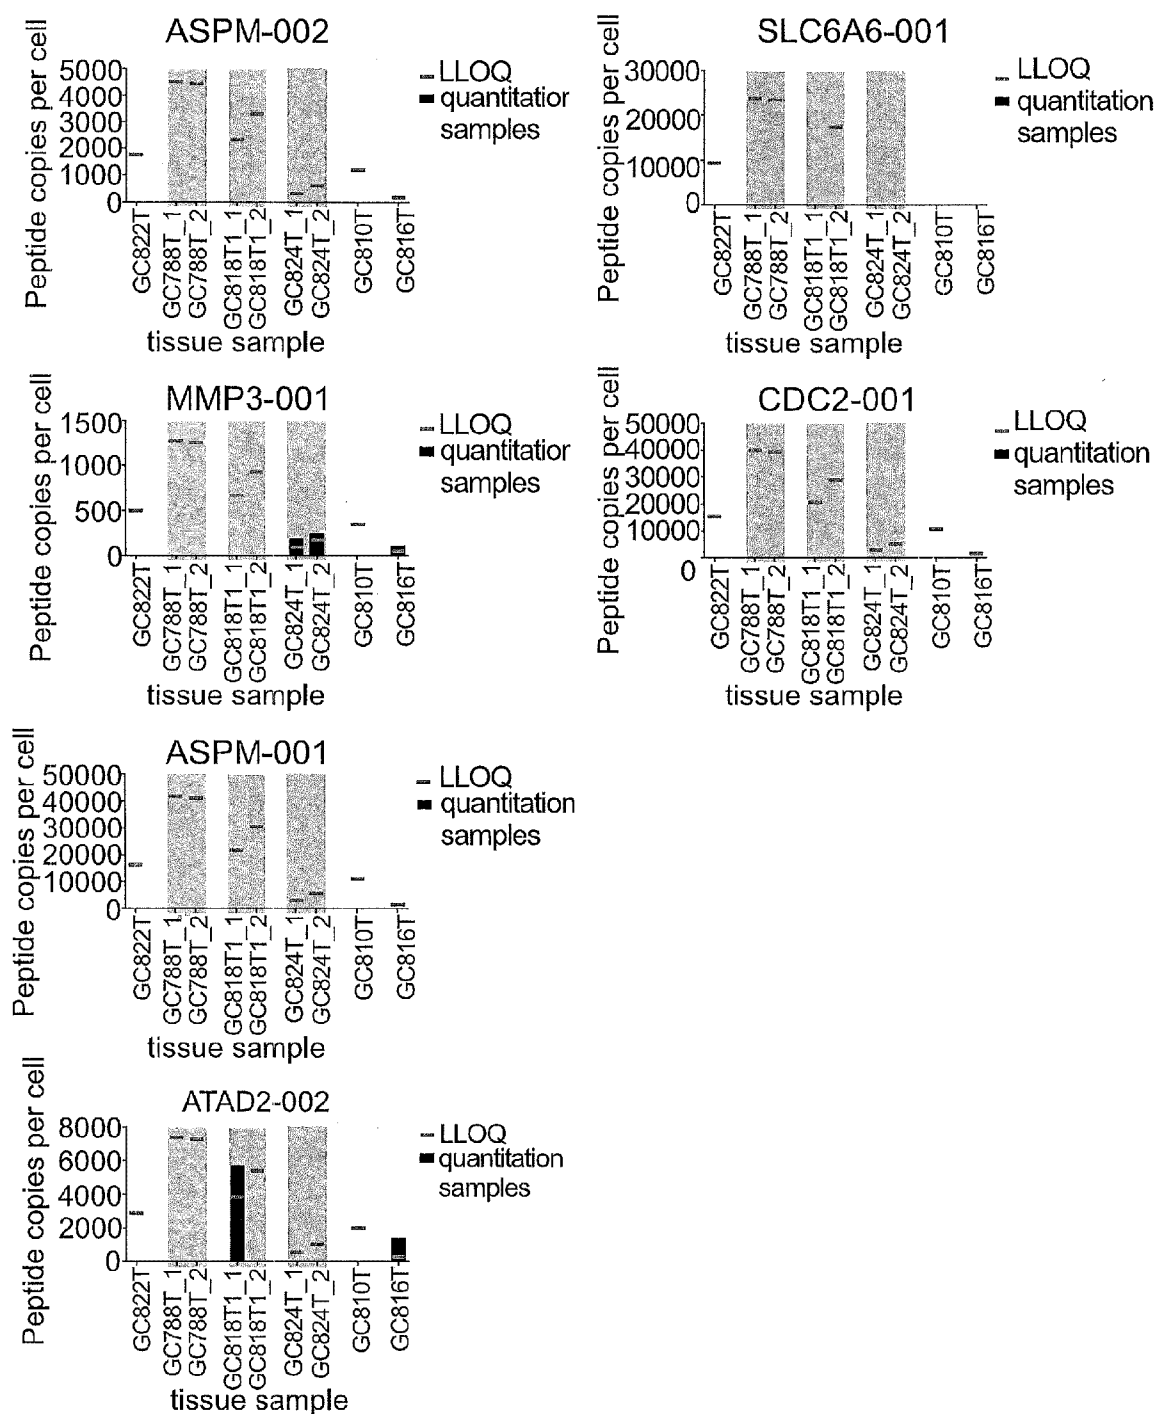 ASPM-002
Peptide copies per cell
5000
4000
3000
2000
1000
0
LLOQ
quantitatior
samples
GC822T
GC788T_1
GC788T_2
GC818T1_1
GC818T1_2
GC824T_1
GC824T_2
GC810T
GC816T
tissue sample
SLC6A6-001
Peptide copies per cell
30000
20000
10000
0
LLOQ
quantitation
samples
GC822T
GC788T_1
GC788T_2
GC818T1_1
GC818T1_2
GC824T_1
GC824T_2
GC810T
GC816T
tissue sample
MMP3-001
Peptide copies per cell
1500
1000
500
0
LLOQ
quantitatior
samples
GC822T
GC788T_1
GC788T_2
GC818T1_1
GC818T1_2
GC824T_1
GC824T_2
GC810T
GC816T
tissue sample
CDC2-001
Peptide copies per cell
50000
40000
30000
20000
10000
0
LLOQ
quantitation
samples
GC822T
GC788T_1
GC788T_2
GC818T1_1
GC818T1_2
GC824T_1
GC824T_2
GC810T
GC816T
tissue sample
ASPM-001
Peptide copies per cell
50000
40000
30000
20000
10000
0
LLOQ
quantitation
samples
GC822T
GC788T_1
GC788T_2
GC818T1_1
GC818T1_2
GC824T_1
GC824T_2
GC810T
GC816T
tissue sample
ATAD2-002
Peptide copies per cell
8000
6000
4000
2000
0
LLOQ
quantitation
samples
GC822T
GC788T_1
GC788T_2
GC818T1_1
GC818T1_2
GC824T_1
GC824T_2
GC810T
GC816T
tissue sample